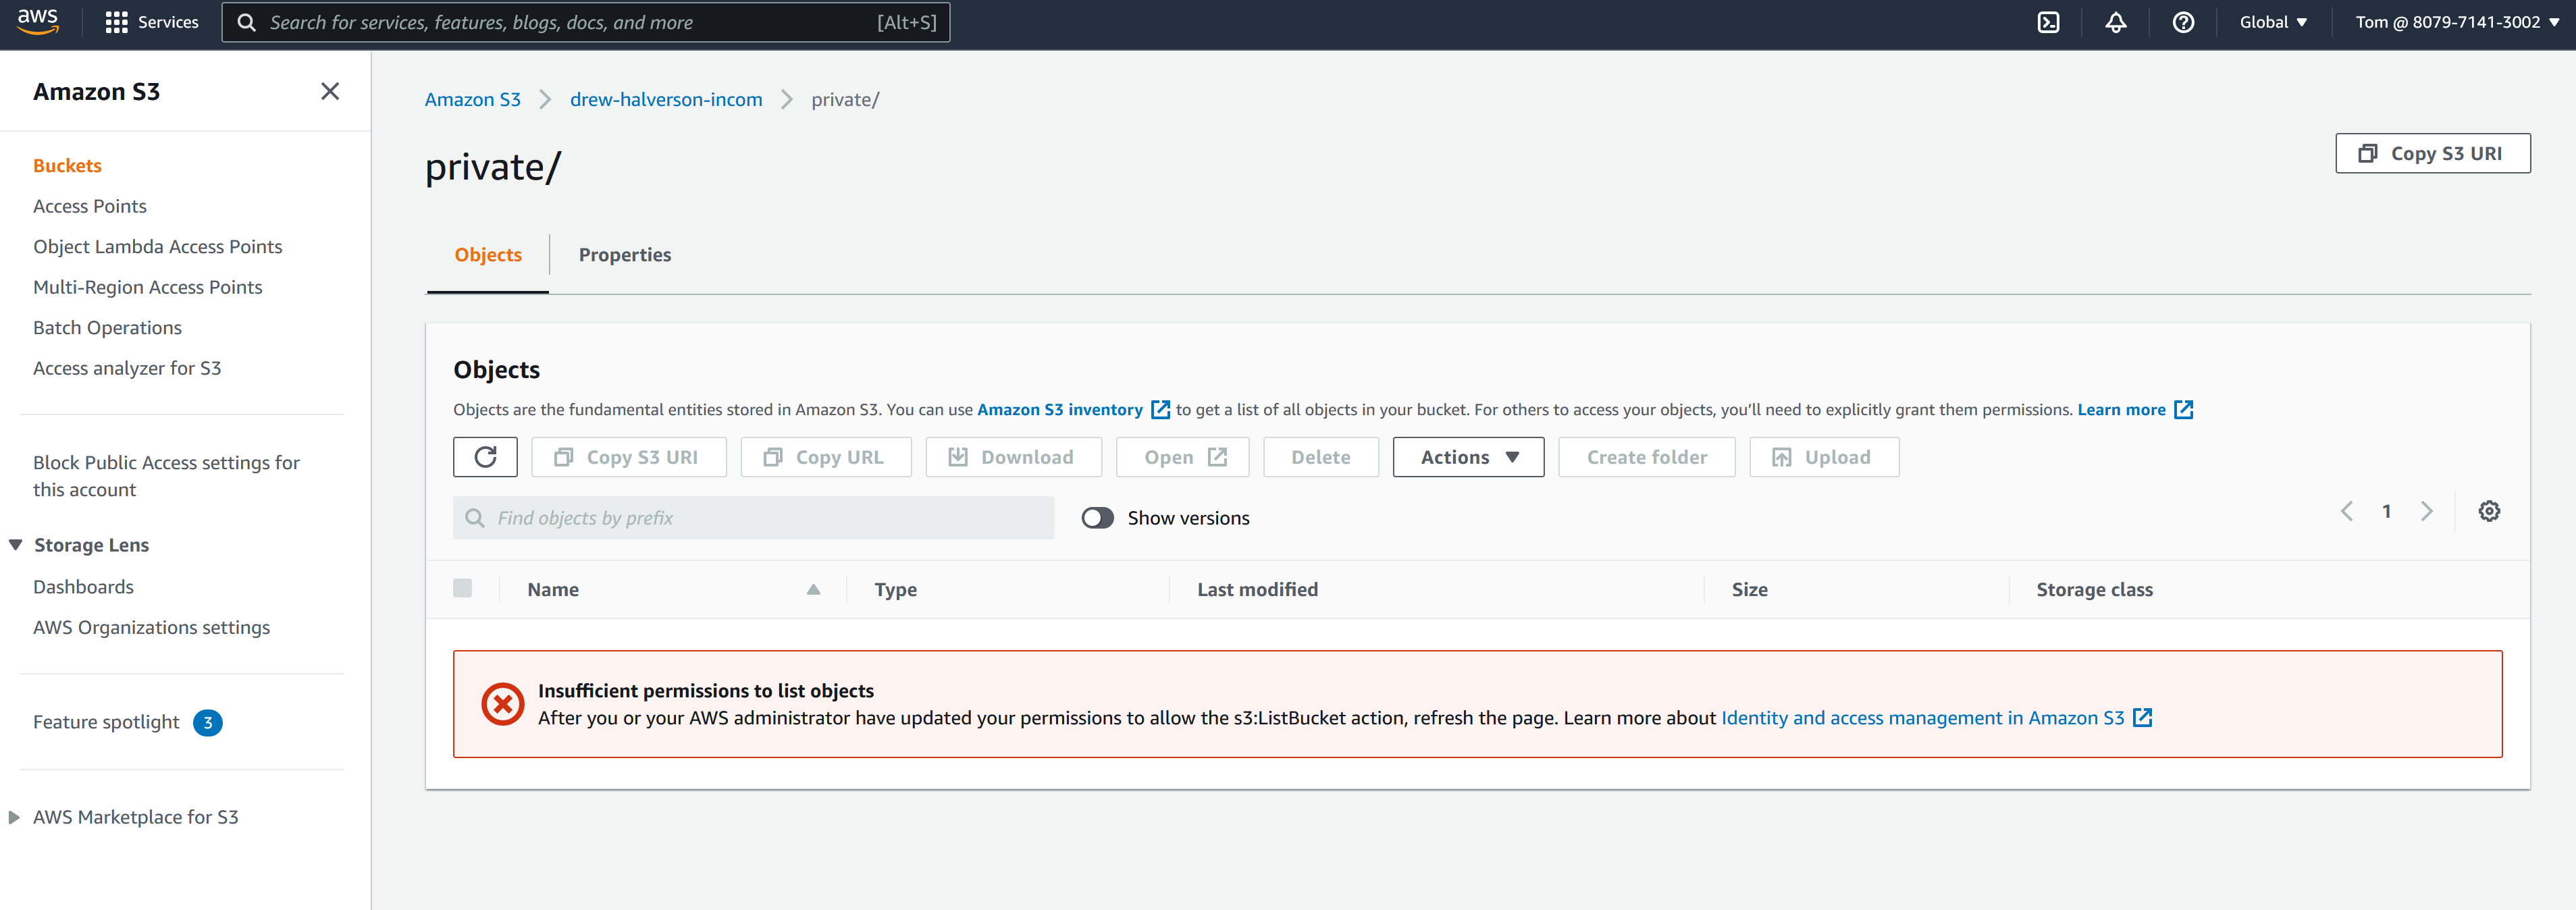 aws
Services
Search for services, features, blogs, docs, and more
[Alt+S]
Global
Tom @ 8079-7141-3002
Amazon S3
Buckets
Access Points
Object Lambda Access Points
Multi-Region Access Points
Batch Operations
Access analyzer for S3
Block Public Access settings for
this account
Storage Lens
Dashboards
AWS Organizations settings
Feature spotlight 3
AWS Marketplace for S3
Amazon S3 > drew-halverson-incom > private/
private/
Copy S3 URI
Objects
Properties
Objects
Objects are the fundamental entities stored in Amazon S3. You can use Amazon S3 inventory to get a list of all objects in your bucket. For others to access your objects, you'll need to explicitly grant them permissions. Learn more
Copy S3 URI
Copy URL
Download
Open
Delete
Actions
Create folder
Upload
Find objects by prefix
Show versions
1
Name
Type
Last modified
Size
Storage class
Insufficient permissions to list objects
After you or your AWS administrator have updated your permissions to allow the s3:ListBucket action, refresh the page. Learn more about Identity and access management in Amazon S3